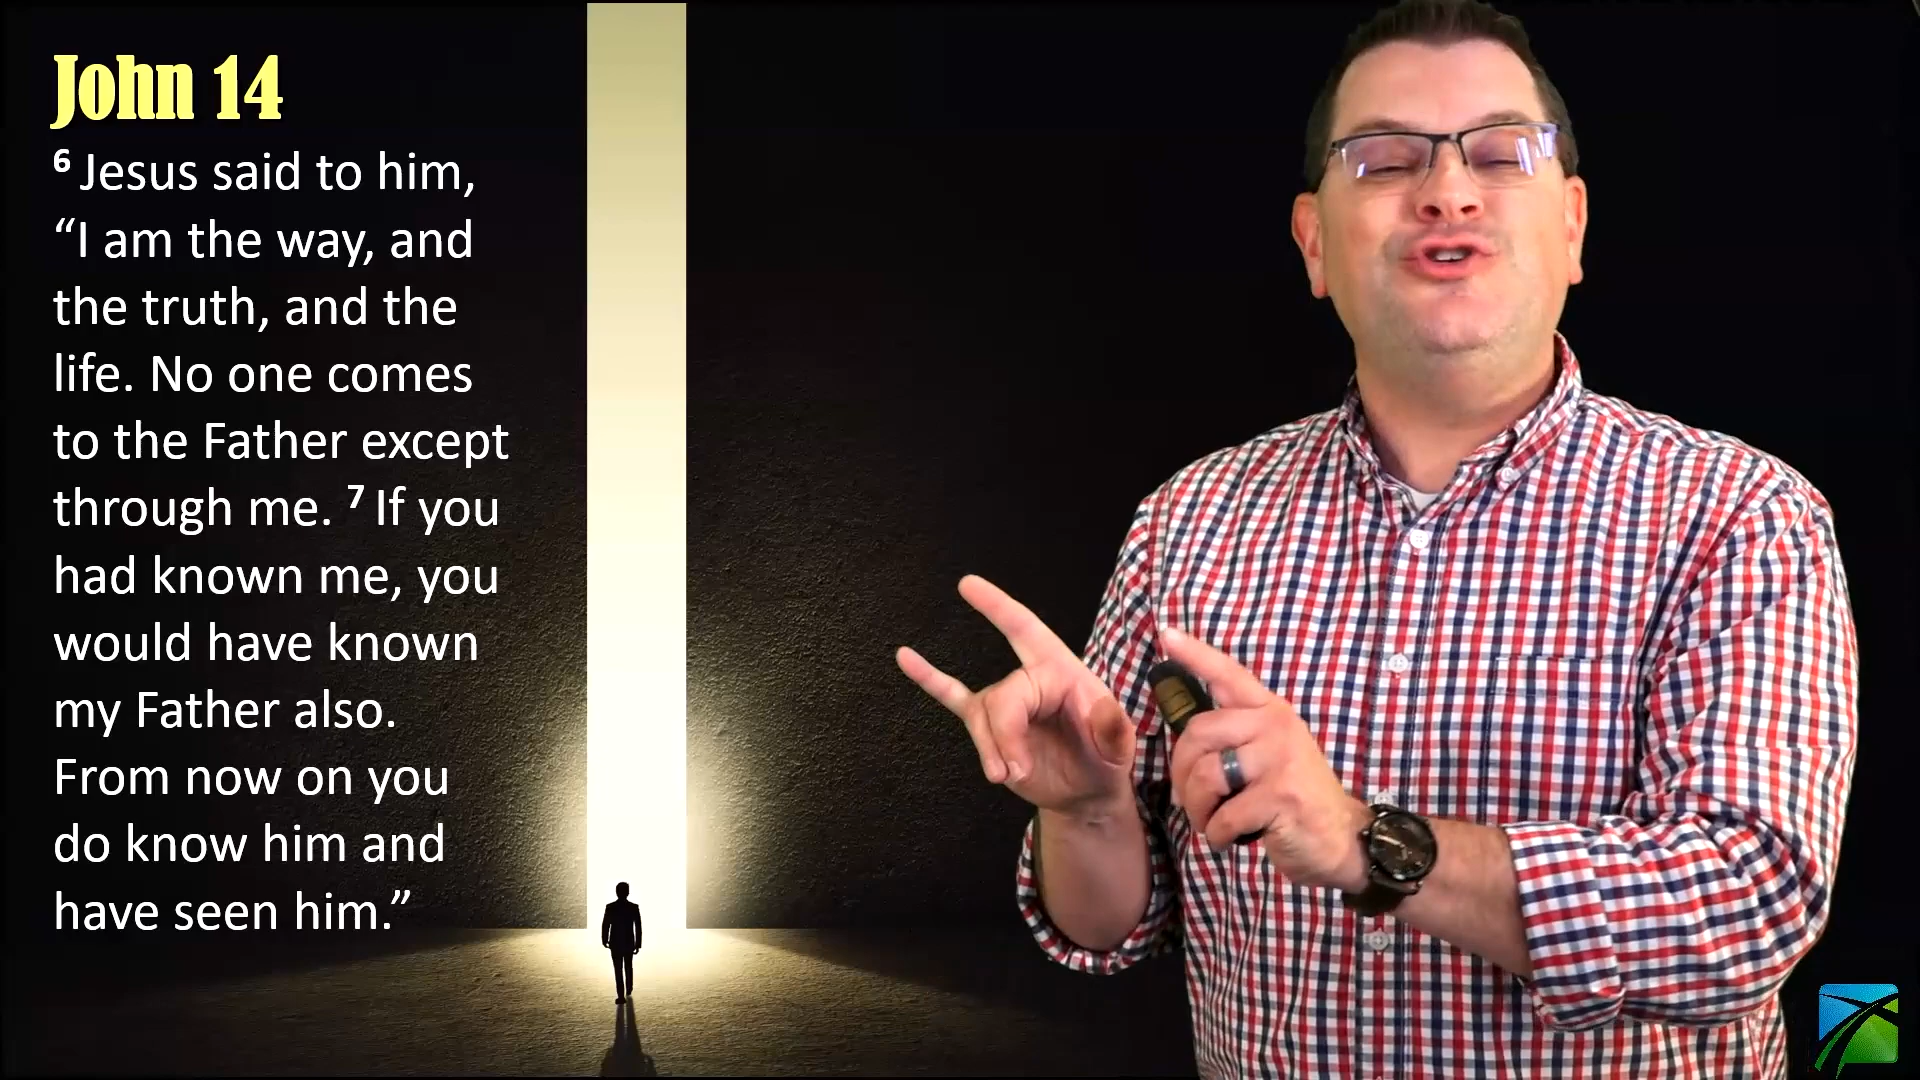 John 14
6 Jesus said to him,
“I am the way, and
the truth, and the
life. No one comes
to the Father except
through me. 7 If you
had known me, you
would have known
my Father also.
From now on you
do know him and
have seen him.”